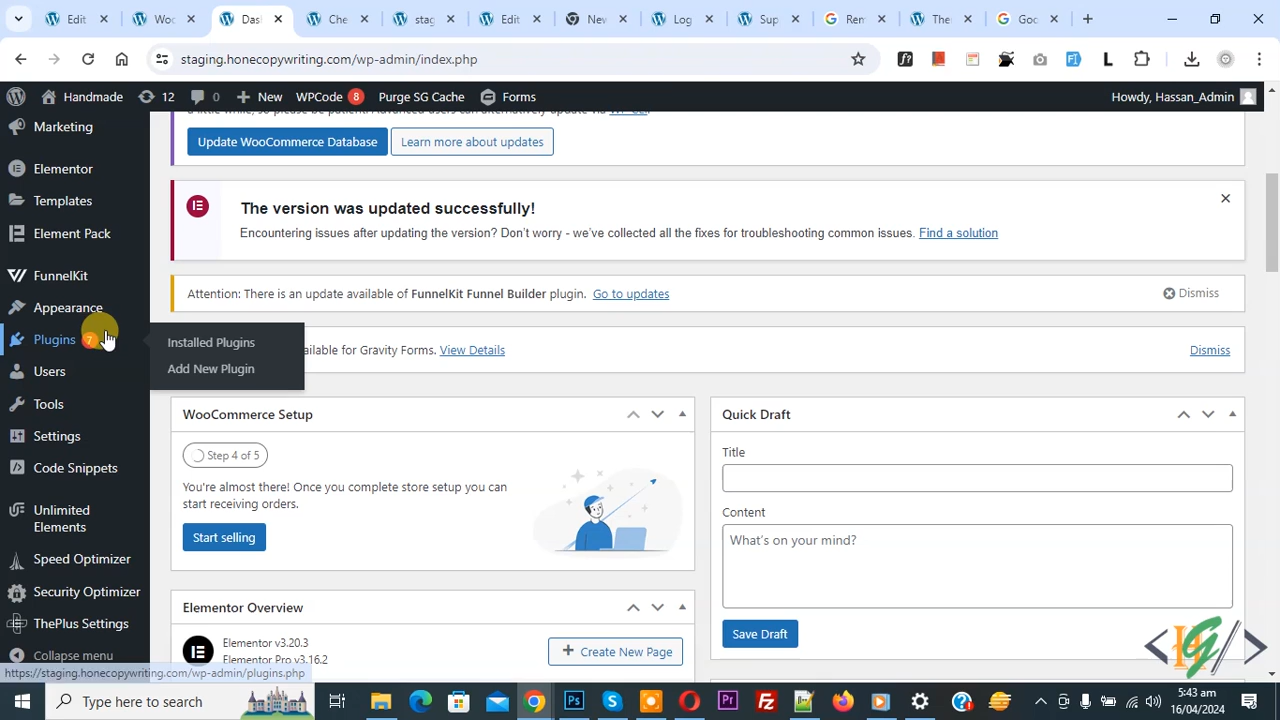 Edit
Woo
Dasl
Che
stag
Edit
Nev
Log
Sup
Ren
The
Goc
staging.honecopywriting.com/wp-admin/index.php
Handmade
12
0
New
WPCode 8
Purge SG Cache
Forms
Howdy, Hassan_Admin
Marketing
Elementor
Templates
Element Pack
FunnelKit
Appearance
Plugins 7
Users
Tools
Settings
Code Snippets
Unlimited
Elements
Speed Optimizer
Security Optimizer
ThePlus Settings
Collapse menu
Installed Plugins
Add New Plugin
Update WooCommerce Database
Learn more about updates
The version was updated successfully!
Encountering issues after updating the version? Don't worry - we've collected all the fixes for troubleshooting common issues. Find a solution
Attention: There is an update available of FunnelKit Funnel Builder plugin. Go to updates
Dismiss
ailable for Gravity Forms. View Details
Dismiss
WooCommerce Setup
Step 4 of 5
You're almost there! Once you complete store setup you can
start receiving orders.
Start selling
Elementor Overview
Elementor v3.20.3
Elementor Pro v3.16.2
Create New Page
Quick Draft
Title
Content
What's on your mind?
Save Draft
https://staging.honecopywriting.com/wp-admin/plugins.php
Type here to search
5:43 am
16/04/2024